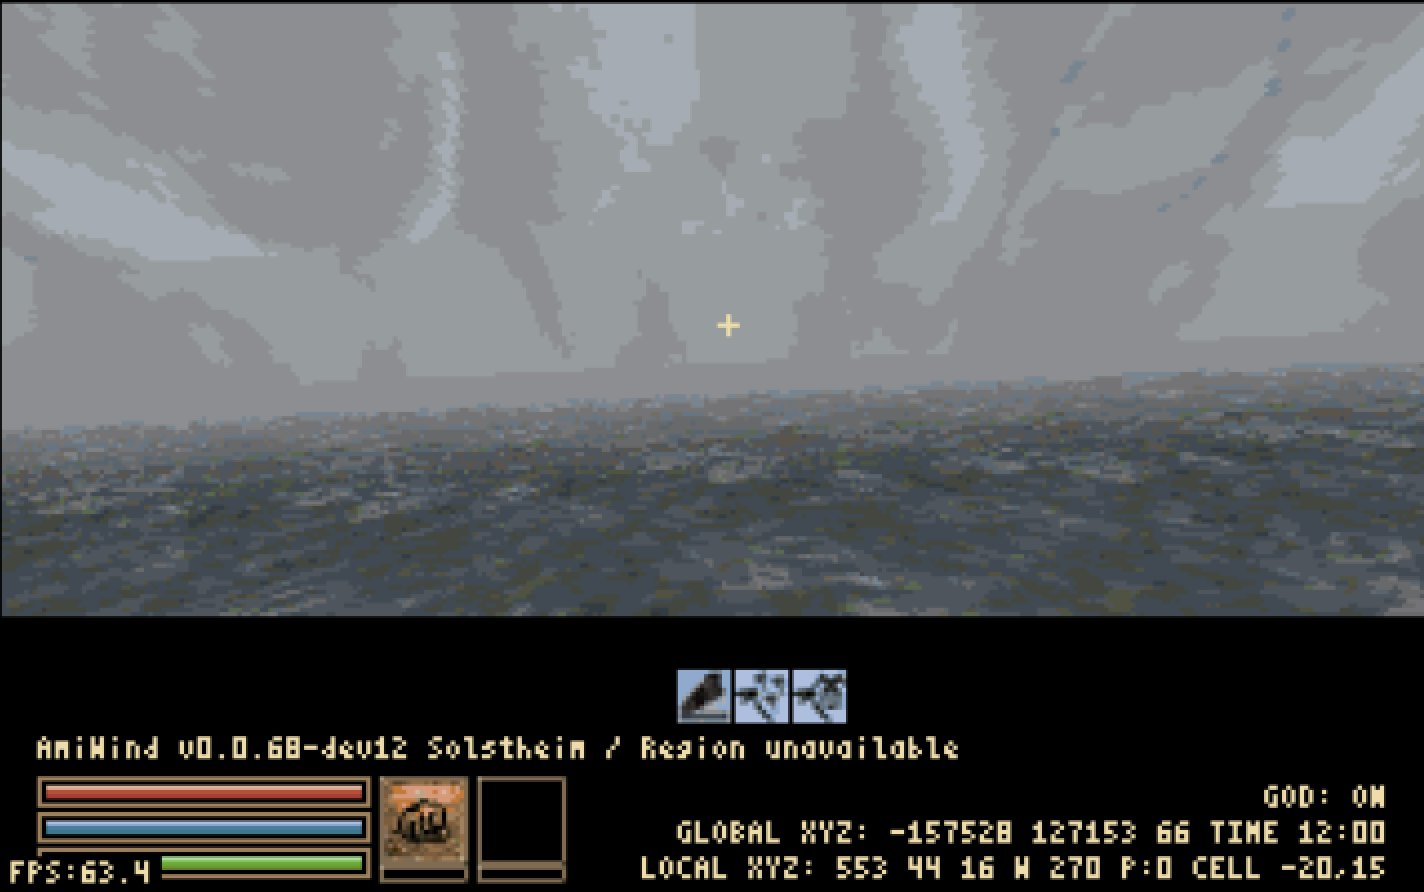 AmiWind v0.0.68-dev12 Solstheim / Region unavailable
GOD: ON
GLOBAL XYZ: -157528 127153 66 TIME 12:00
FPS:63.4
LOCAL XYZ: 553 44 16 W 270 P:0 CELL -20,15